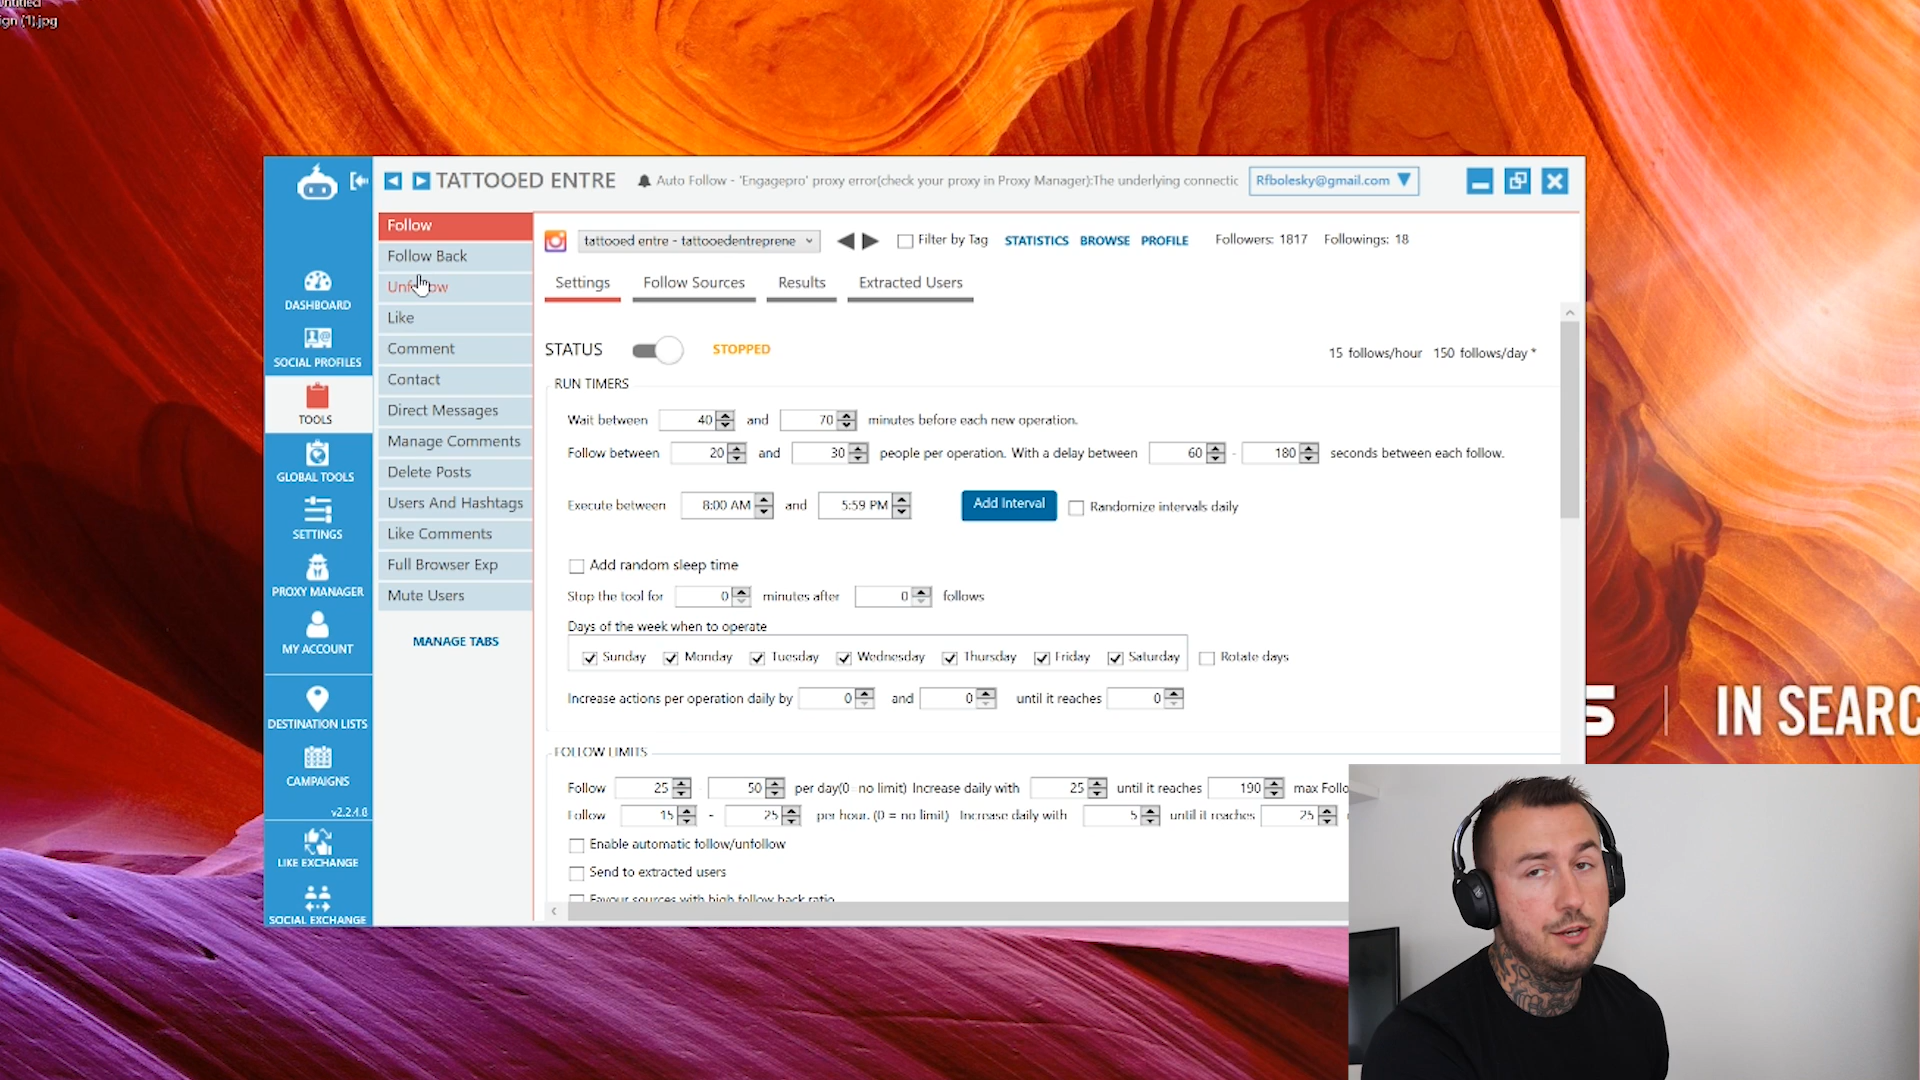 ign (1).jpg
TATTOOED ENTRE
Auto Follow - 'Engagepro' proxy error(check your proxy in Proxy Manager):The underlying connectic
Rfbolesky@gmail.com
Follow
Follow Back
Unfollow
Like
Comment
Contact
Direct Messages
Manage Comments
Delete Posts
Users And Hashtags
Like Comments
Full Browser Exp
Mute Users
MANAGE TABS
DASHBOARD
SOCIAL PROFILES
TOOLS
GLOBAL TOOLS
SETTINGS
PROXY MANAGER
MY ACCOUNT
DESTINATION LISTS
CAMPAIGNS
v2.2.4.8
LIKE EXCHANGE
SOCIAL EXCHANGE
tattooed entre - tattooedentreprene
Filter by Tag
STATISTICS BROWSE PROFILE
Followers: 1817 Followings: 18
Settings Follow Sources Results Extracted Users
STATUS STOPPED
15 follows/hour 150 follows/day *
RUN TIMERS
Wait between 40 and 70 minutes before each new operation.
Follow between 20 and 30 people per operation. With a delay between 60 - 180 seconds between each follow.
Execute between 8:00 AM and 5:59 PM Add Interval Randomize intervals daily
Add random sleep time
Stop the tool for 0 minutes after 0 follows
Days of the week when to operate
Sunday Monday Tuesday Wednesday Thursday Friday Saturday Rotate days
Increase actions per operation daily by 0 and 0 until it reaches 0
FOLLOW LIMITS
Follow 25 - 50 per day(0 no limit) Increase daily with 25 until it reaches 190 max Follo
Follow 15 - 25 per hour. (0 = no limit) Increase daily with 5 until it reaches 25
Enable automatic follow/unfollow
Send to extracted users
Favour sources with high follow back ratio
5 | IN SEARC